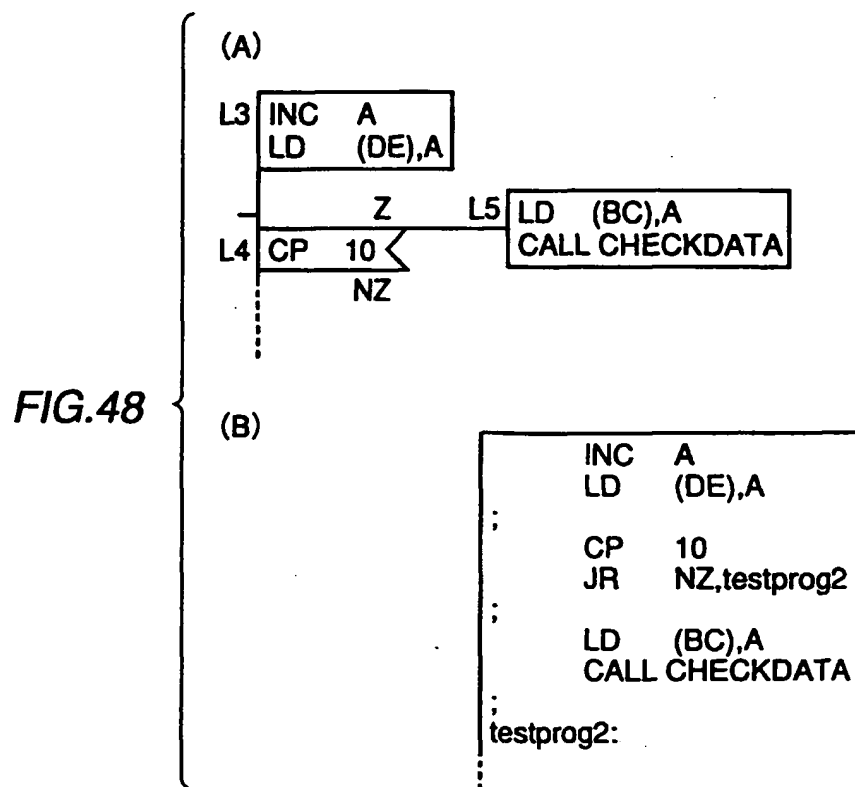 (A)
L3 INC A
LD (DE),A
Z L5 LD (BC),A
L4 CP 10 CALL CHECKDATA
NZ
FIG.48
(B)
INC A
LD (DE),A
;
CP 10
JR NZ,testprog2
;
LD (BC),A
CALL CHECKDATA
;
testprog2: